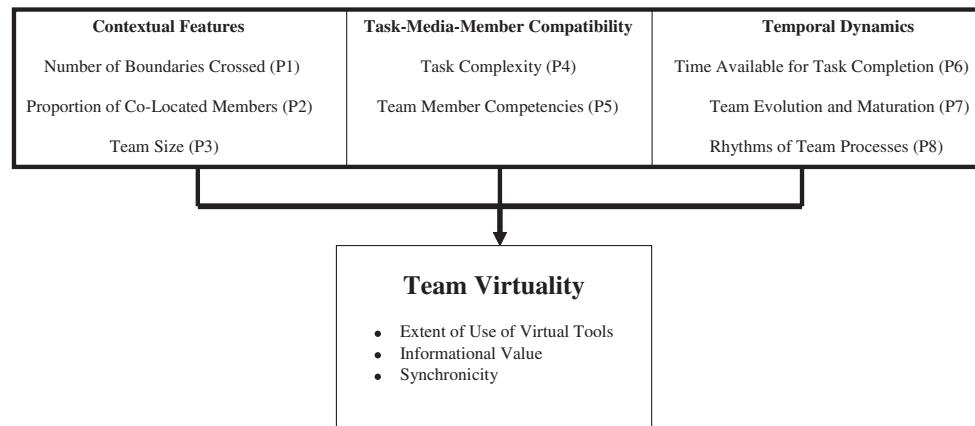 Contextual Features
Number of Boundaries Crossed (P1)
Proportion of Co-Located Members (P2)
Team Size (P3)
Task-Media-Member Compatibility
Task Complexity (P4)
Team Member Competencies (P5)
Temporal Dynamics
Time Available for Task Completion (P6)
Team Evolution and Maturation (P7)
Rhythms of Team Processes (P8)
Team Virtuality
• Extent of Use of Virtual Tools
• Informational Value
• Synchronicity